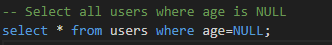 -- Select all users where age is NULL
select * from users where age=NULL;